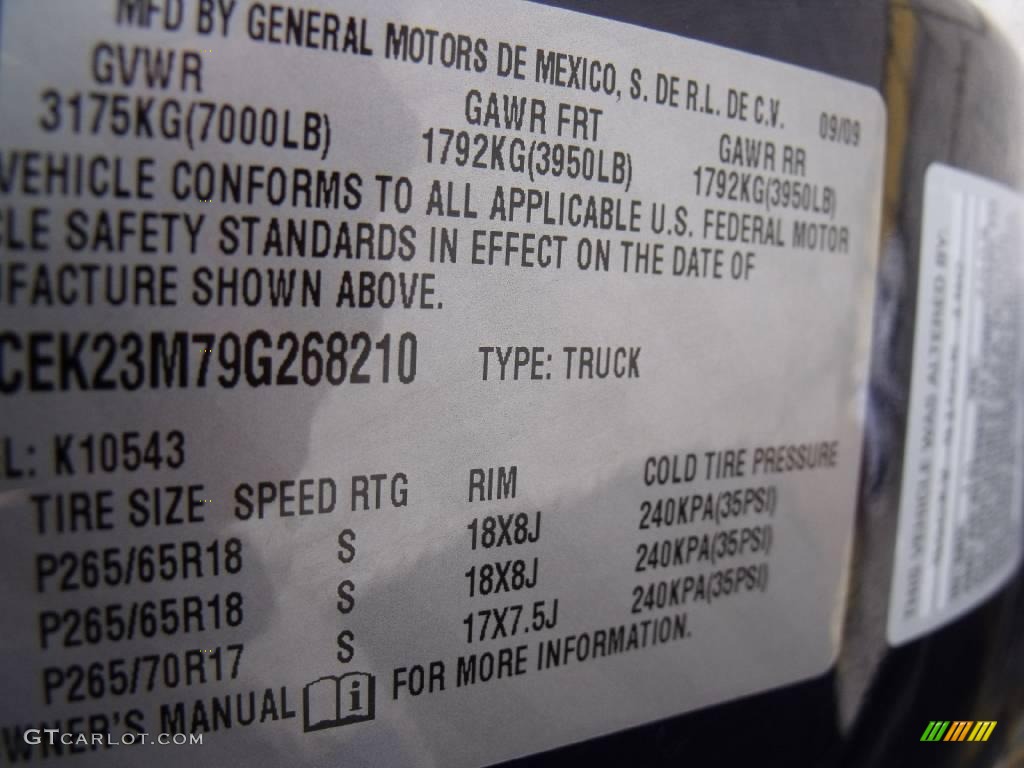 MFD BY GENERAL MOTORS DE MEXICO, S. DE R.L. DE C.V. 09/09
GVWR GAWR FRT GAWR RR
3175KG(7000LB) 1792KG(3950LB) 1792KG(3950LB)
VEHICLE CONFORMS TO ALL APPLICABLE U.S. FEDERAL MOTOR
CLE SAFETY STANDARDS IN EFFECT ON THE DATE OF
UFACTURE SHOWN ABOVE.
CEK23M79G268210 TYPE: TRUCK
EL: K10543
TIRE SIZE SPEED RTG RIM COLD TIRE PRESSURE
P265/65R18 S 18X8J 240KPA(35PSI)
P265/65R18 S 18X8J 240KPA(35PSI)
P265/70R17 S 17X7.5J 240KPA(35PSI)
OWNER'S MANUAL i FOR MORE INFORMATION.
THIS VEHICLE WAS ALTERED BY:
GTCARLOT.COM